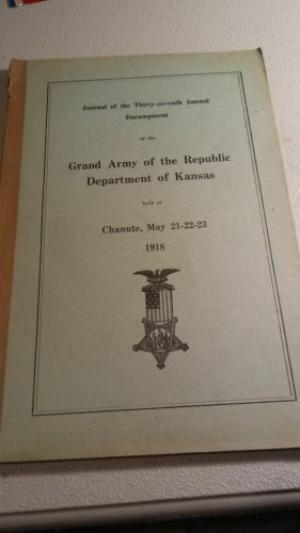 Journal of the Thirty-seventh Annual
Encampment
of the
Grand Army of the Republic
Department of Kansas
held at
Chanute, May 21-22-23
1918